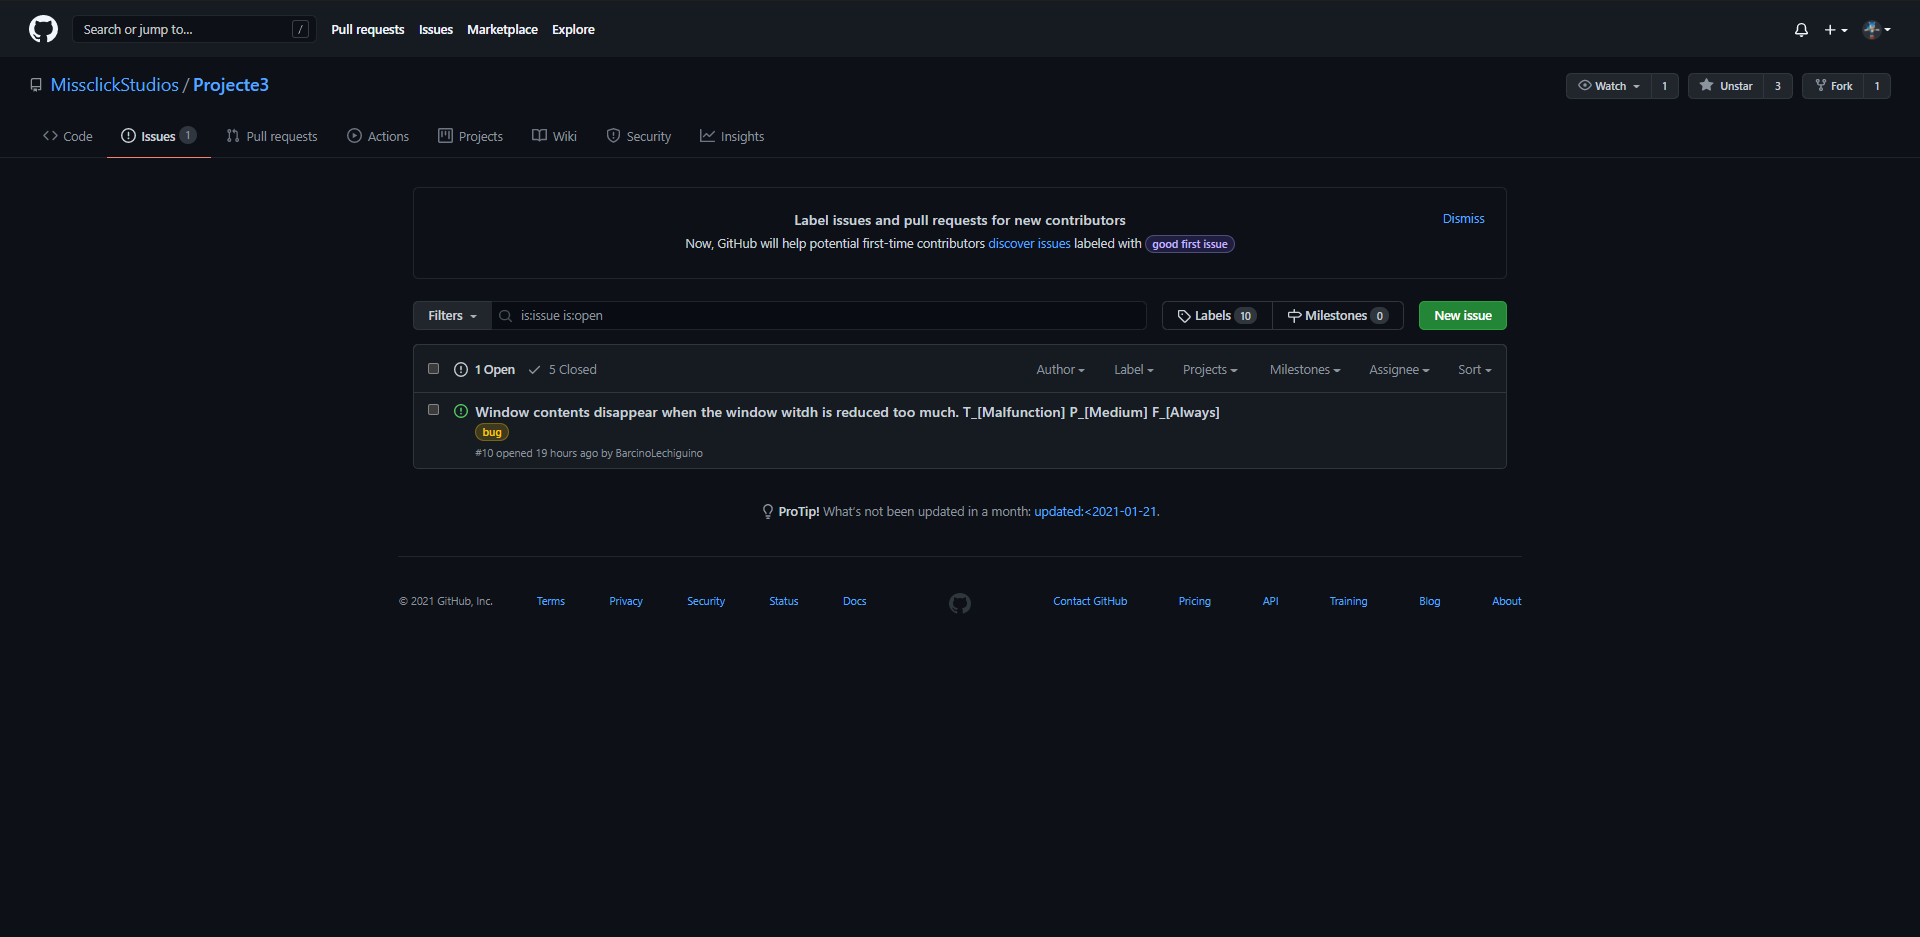 Search or jump to... / Pull requests Issues Marketplace Explore
MissclickStudios / Projecte3 Watch 1 Unstar 3 Fork 1
Code Issues 1 Pull requests Actions Projects Wiki Security Insights
Label issues and pull requests for new contributors Dismiss
Now, GitHub will help potential first-time contributors discover issues labeled with good first issue
Filters is:issue is:open Labels 10 Milestones 0 New issue
1 Open 5 Closed Author Label Projects Milestones Assignee Sort
Window contents disappear when the window witdh is reduced too much. T_[Malfunction] P_[Medium] F_[Always]
bug
#10 opened 19 hours ago by BarcinoLechiguino
ProTip! What's not been updated in a month: updated:<2021-01-21.
© 2021 GitHub, Inc. Terms Privacy Security Status Docs Contact GitHub Pricing API Training Blog About